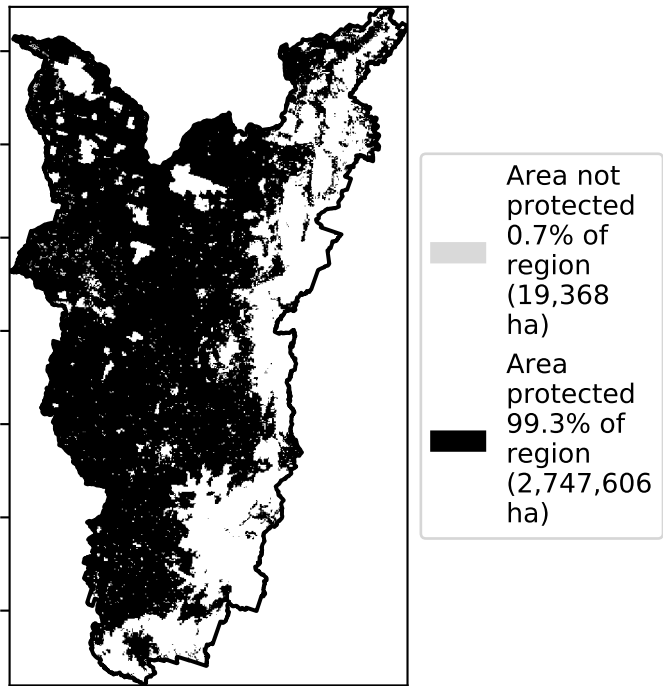 Area not
protected
0.7% of
region
(19,368
ha)
Area
protected
99.3% of
region
(2,747,606
ha)